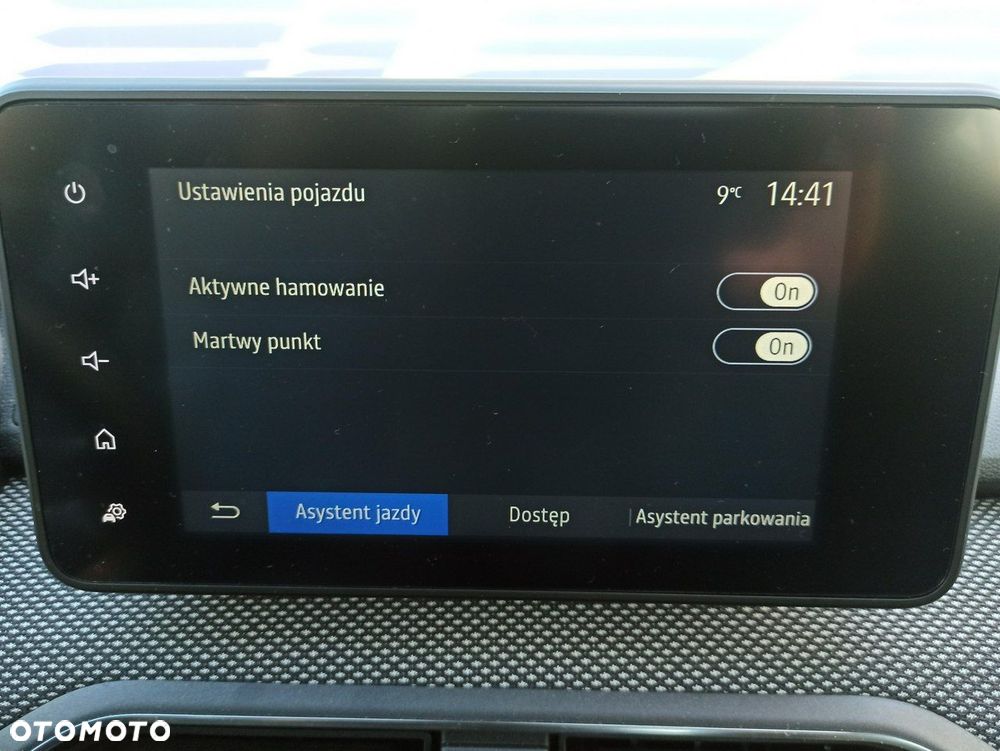 Ustawienia pojazdu 9°C 14:41
Aktywne hamowanie On
Martwy punkt On
Asystent jazdy Dostęp Asystent parkowania
OTOMOTO